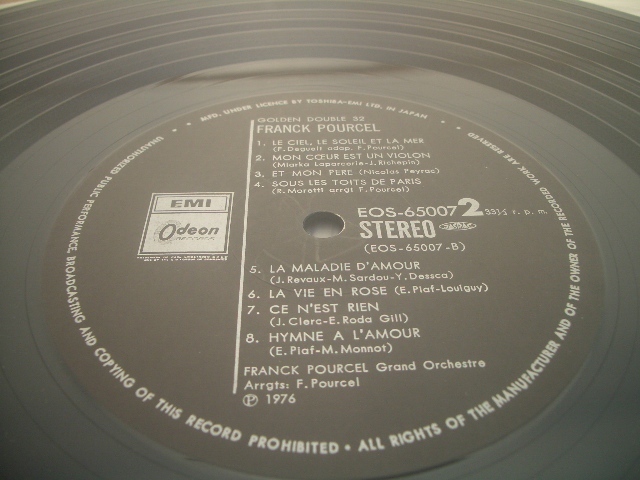 • MFD. UNDER LICENCE BY TOSHIBA-EMI LTD. IN JAPAN •
GOLDEN DOUBLE 32
FRANCK POURCEL
1. LE CIEL, LE SOLEIL ET LA MER
(F. Deguelt adap. F. Pourcel)
2. MON CŒUR EST UN VIOLON
(Miarka Laparcerie-J. Richepin)
3. ET MON PERE (Nicolas Peyrac)
4. SOUS LES TOITS DE PARIS
(R. Moretti arrgt F. Pourcel)
EMI
Odeon
EOS-65007 2 33⅓ r. p. m.
STEREO
(EOS-65007-B)
5. LA MALADIE D'AMOUR
(J. Revaux-M. Sardou-Y. Dessca)
6. LA VIE EN ROSE (E. Piaf-Louiguy)
7. CE N'EST RIEN
(J. Clerc-E. Roda Gill)
8. HYMNE A L'AMOUR
(E. Piaf-M. Monnot)
FRANCK POURCEL Grand Orchestre
Arrgts: F. Pourcel
Ⓟ 1976
UNAUTHORIZED PUBLIC PERFORMANCE, BROADCASTING AND COPYING OF THIS RECORD PROHIBITED • ALL RIGHTS OF THE MANUFACTURER AND OF THE OWNER OF THE RECORDED WORK ARE RESERVED